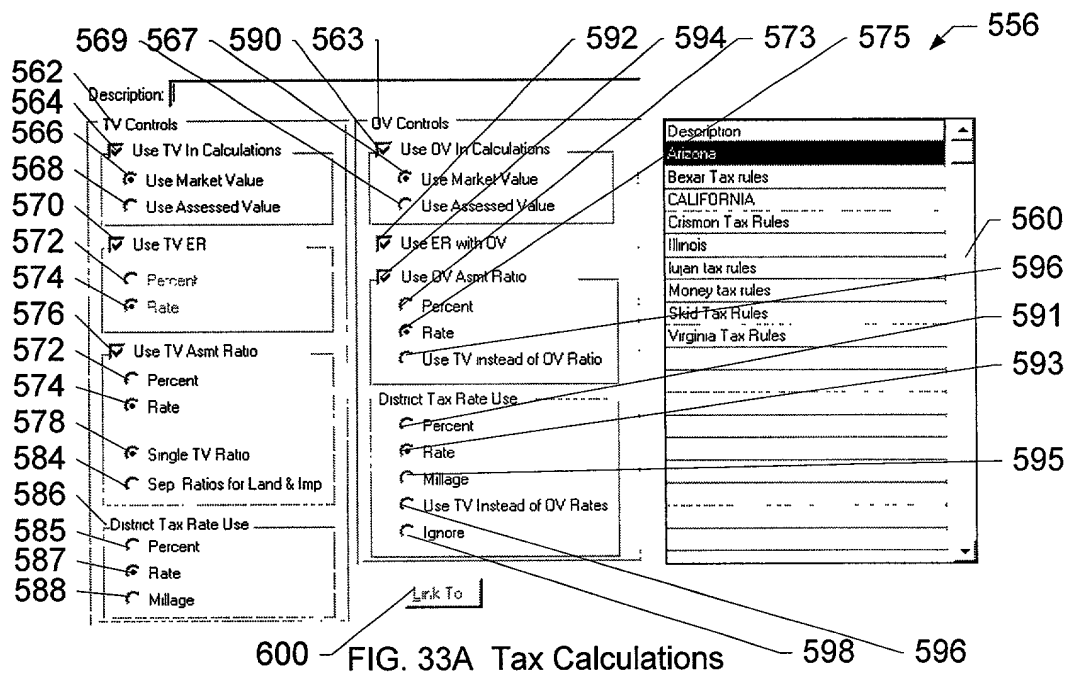 569 567 590 563 592 594 573 575 556
562
Description:
564
TV Controls
OV Controls
Description
566
Use TV In Calculations
Use OV In Calculations
Arizona
568
Use Market Value
Use Market Value
Bexar Tax rules
570
Use Assessed Value
Use Assessed Value
CALIFORNIA
Crismon Tax Rules
560
572
Use TV ER
Use ER with OV
Illinois
574
Percent
Use OV Asmt Ratio
lujan tax rules
596
Rate
Percent
Money tax rules
576
Rate
Skid Tax Rules
591
572
Use TV Asmt Ratio
Use TV instead of OV Ratio
Virginia Tax Rules
574
Percent
593
Rate
District Tax Rate Use
578
Percent
584
Single TV Ratio
Rate
595
586
Sep Ratios for Land & Imp
Millage
585
District Tax Rate Use
Use TV Instead of OV Rates
587
Percent
Ignore
588
Rate
Millage
Link To
600 FIG. 33A Tax Calculations 598 596